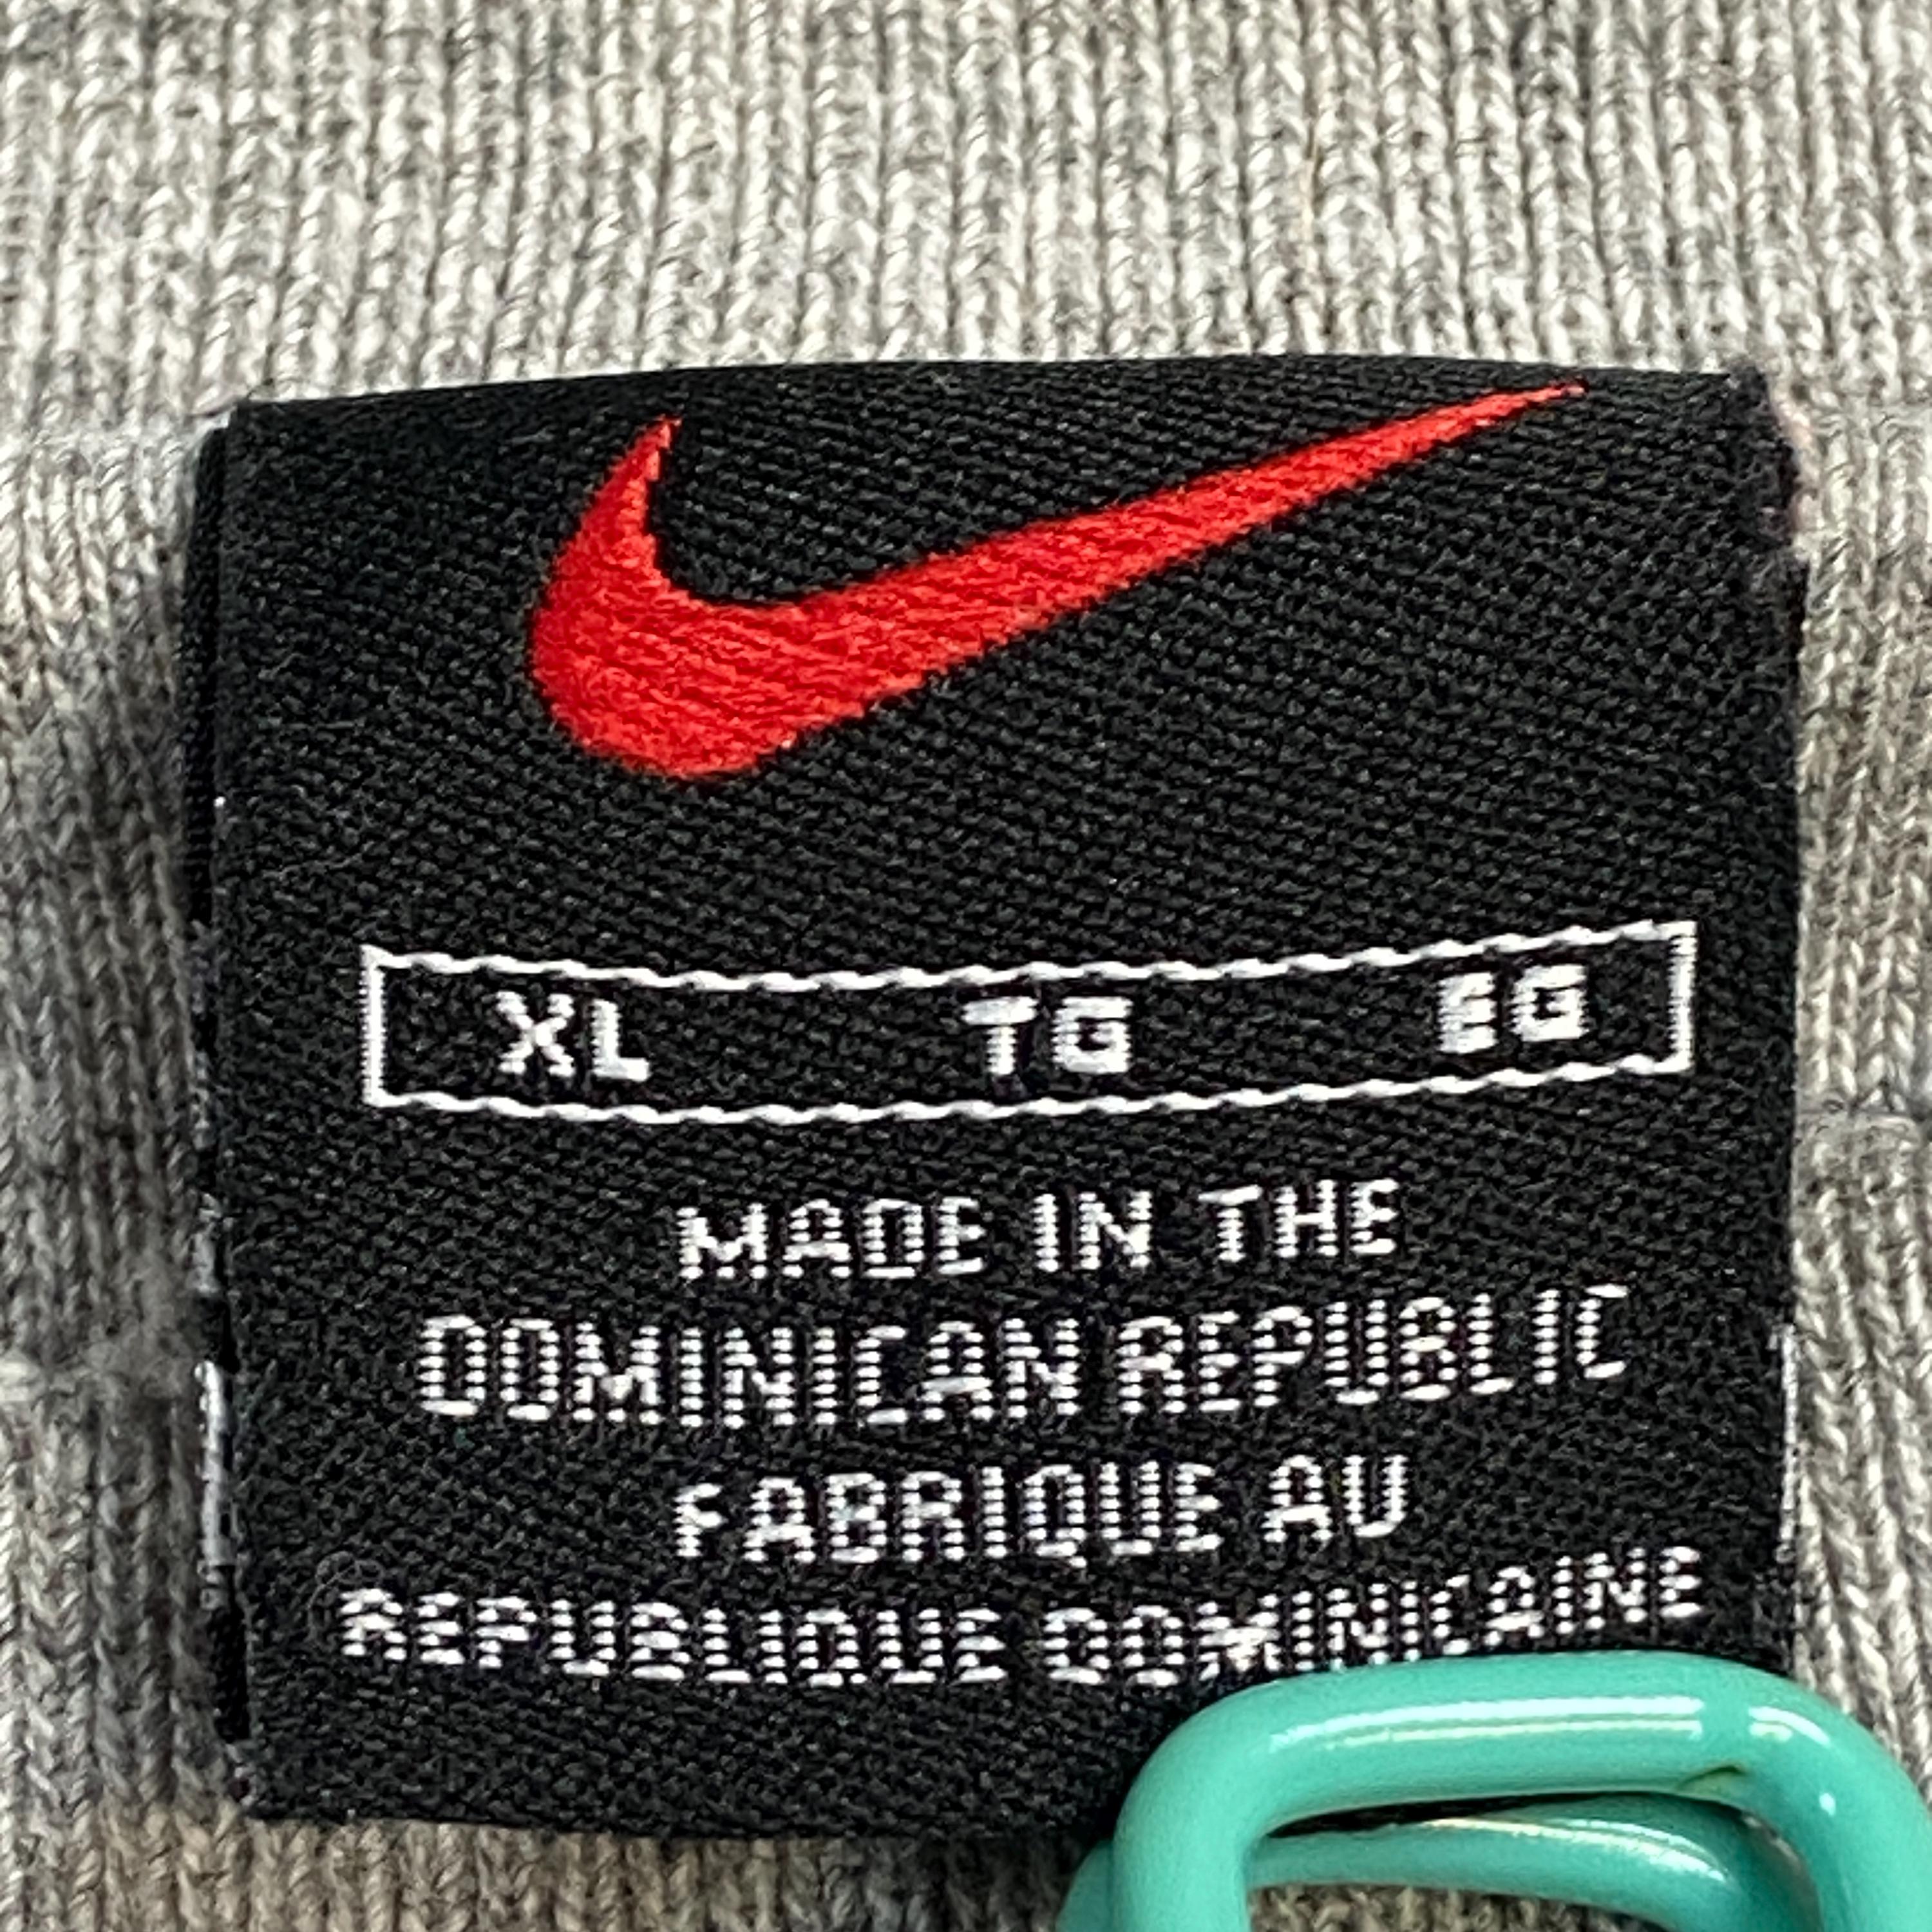 XL TG EG
MADE IN THE
DOMINICAN REPUBLIC
FABRIQUE AU
REPUBLIQUE DOMINICAINE